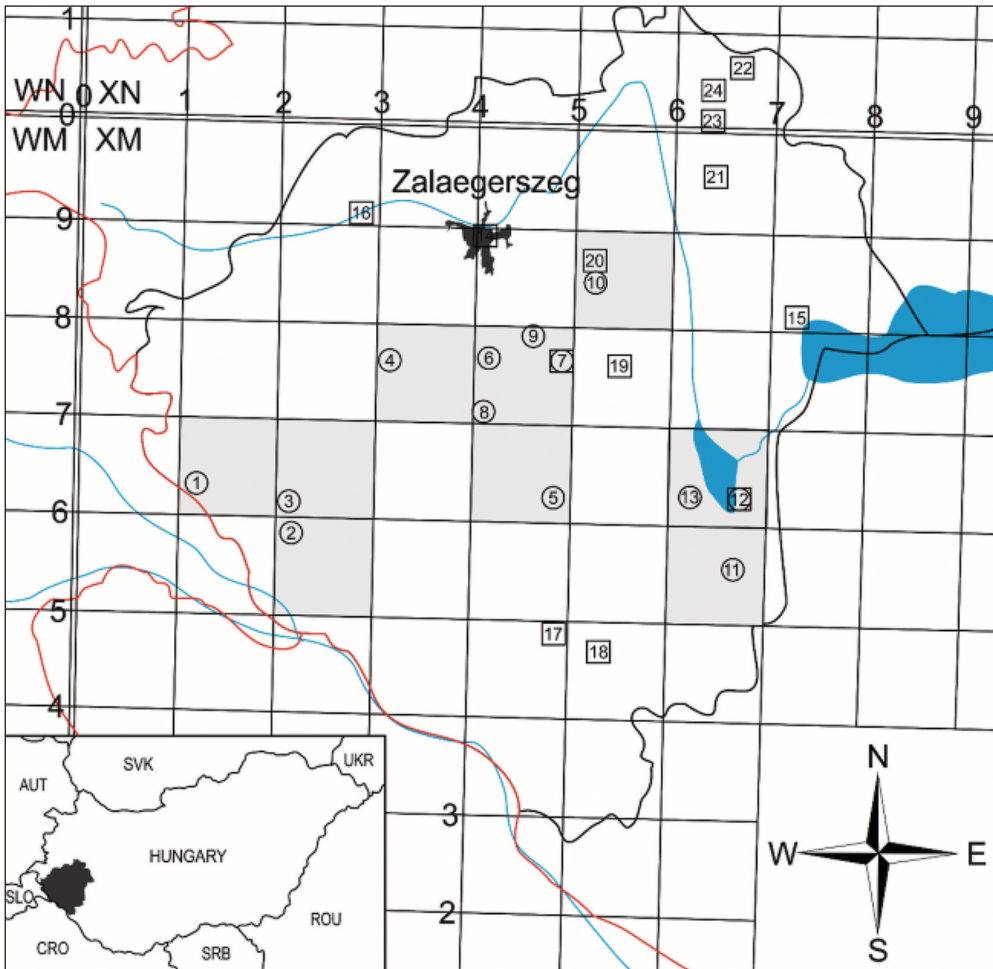 1
22
WN 0 XN 1 2 3 4 5 6 24 7 8 9
0 23
WM XM
21
Zalaegerszeg
9 16 14
20
10
8 15
9
4 6 7 19
8
7
1 3 5 13 12
6
2
11
5
17
18
4
3
2
AUT SVK UKR
HUNGARY
SLO
ROU
CRO SRB
N
W E
S